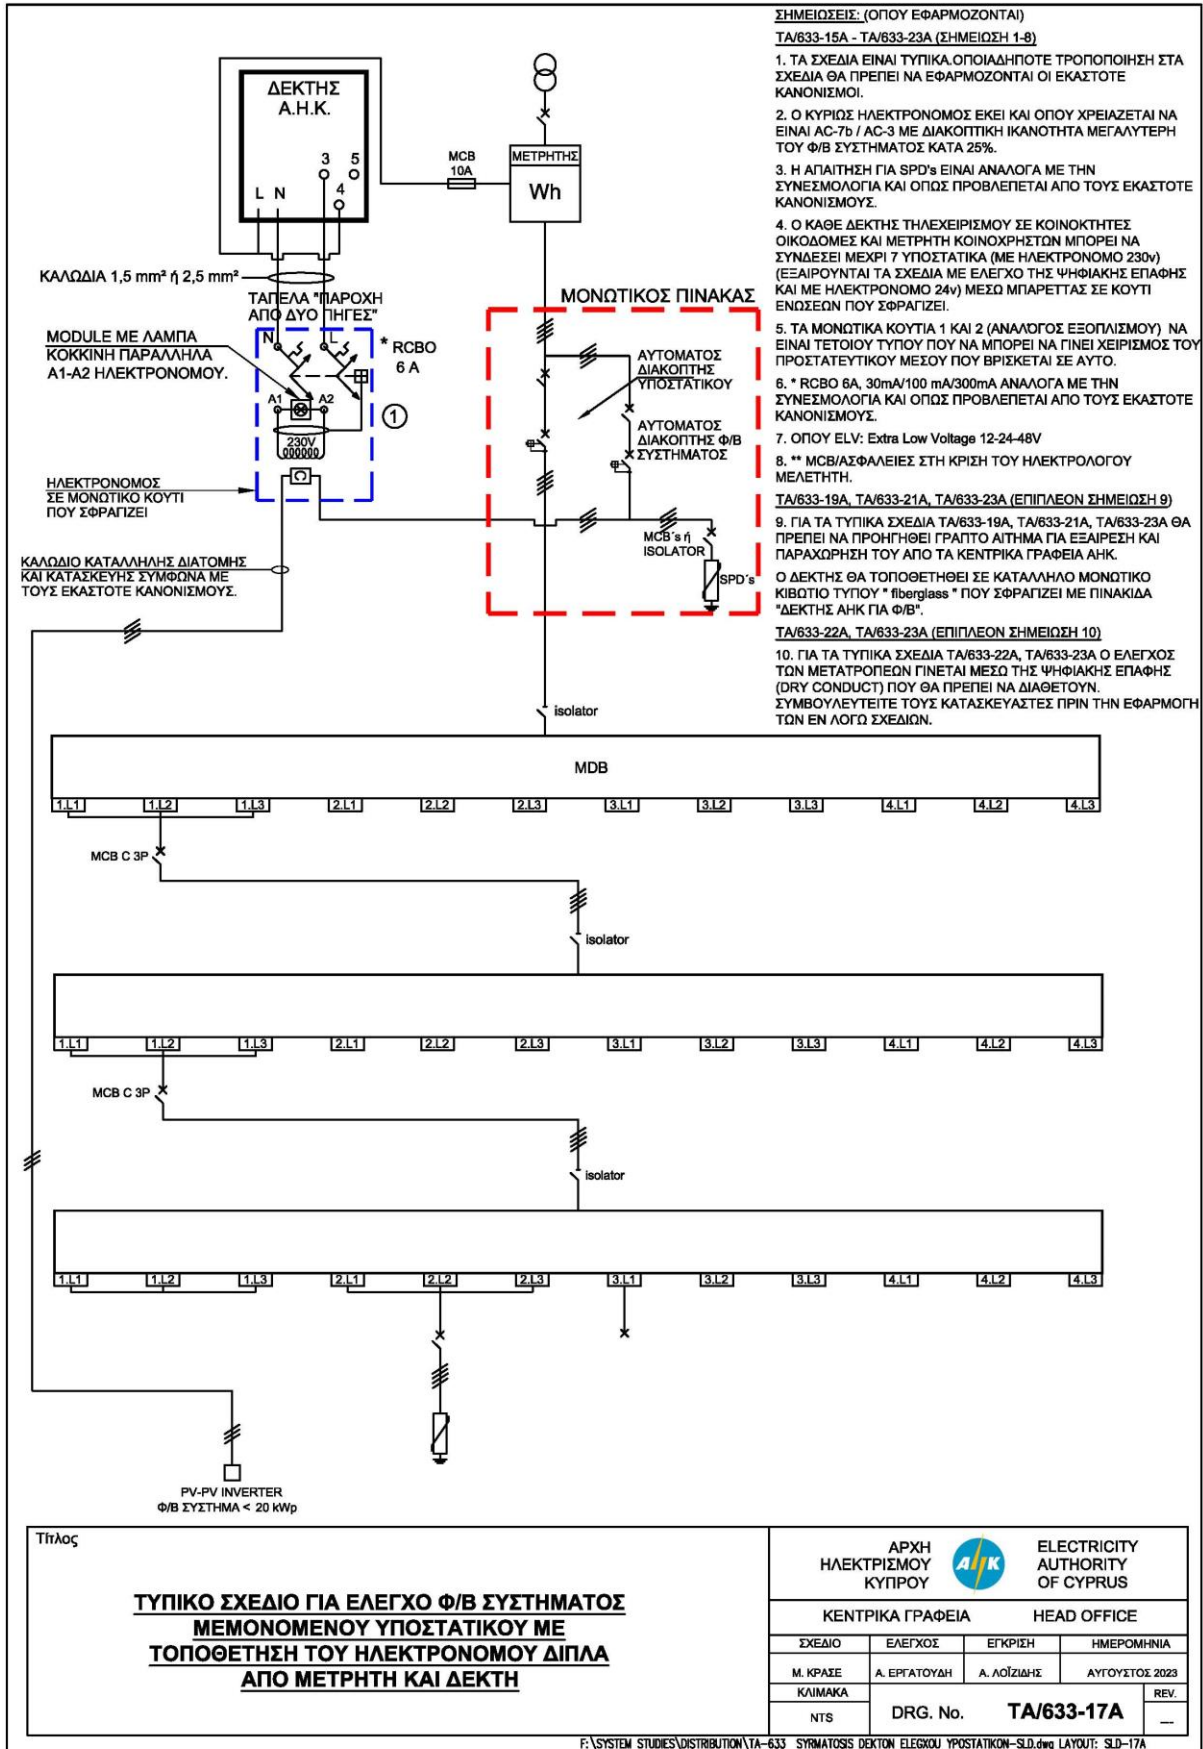 ΣΗΜΕΙΩΣΕΙΣ: (ΟΠΟΥ ΕΦΑΡΜΟΖΟΝΤΑΙ)
ΤΑ/633-15Α - ΤΑ/633-23Α (ΣΗΜΕΙΩΣΗ 1-8)
1. ΤΑ ΣΧΕΔΙΑ ΕΙΝΑΙ ΤΥΠΙΚΑ.ΟΠΟΙΑΔΗΠΟΤΕ ΤΡΟΠΟΠΟΙΗΣΗ ΣΤΑ
ΣΧΕΔΙΑ ΘΑ ΠΡΕΠΕΙ ΝΑ ΕΦΑΡΜΟΖΟΝΤΑΙ ΟΙ ΕΚΑΣΤΟΤΕ
ΚΑΝΟΝΙΣΜΟΙ.
2. Ο ΚΥΡΙΩΣ ΗΛΕΚΤΡΟΝΟΜΟΣ ΕΚΕΙ ΚΑΙ ΟΠΟΥ ΧΡΕΙΑΖΕΤΑΙ ΝΑ
ΕΙΝΑΙ AC-7b / AC-3 ΜΕ ΔΙΑΚΟΠΤΙΚΗ ΙΚΑΝΟΤΗΤΑ ΜΕΓΑΛΥΤΕΡΗ
ΤΟΥ Φ/Β ΣΥΣΤΗΜΑΤΟΣ ΚΑΤΑ 25%.
3. Η ΑΠΑΙΤΗΣΗ ΓΙΑ SPD's ΕΙΝΑΙ ΑΝΑΛΟΓΑ ΜΕ ΤΗΝ
ΣΥΝΕΣΜΟΛΟΓΙΑ ΚΑΙ ΟΠΩΣ ΠΡΟΒΛΕΠΕΤΑΙ ΑΠΟ ΤΟΥΣ ΕΚΑΣΤΟΤΕ
ΚΑΝΟΝΙΣΜΟΥΣ.
4. Ο ΚΑΘΕ ΔΕΚΤΗΣ ΤΗΛΕΧΕΙΡΙΣΜΟΥ ΣΕ ΚΟΙΝΟΚΤΗΤΕΣ
ΟΙΚΟΔΟΜΕΣ ΚΑΙ ΜΕΤΡΗΤΗ ΚΟΙΝΟΧΡΗΣΤΩΝ ΜΠΟΡΕΙ ΝΑ
ΣΥΝΔΕΣΕΙ ΜΕΧΡΙ 7 ΥΠΟΣΤΑΤΙΚΑ (ΜΕ ΗΛΕΚΤΡΟΝΟΜΟ 230v)
(ΕΞΑΙΡΟΥΝΤΑΙ ΤΑ ΣΧΕΔΙΑ ΜΕ ΕΛΕΓΧΟ ΤΗΣ ΨΗΦΙΑΚΗΣ ΕΠΑΦΗΣ
ΚΑΙ ΜΕ ΗΛΕΚΤΡΟΝΟΜΟ 24v) ΜΕΣΩ ΜΠΑΡΕΤΤΑΣ ΣΕ ΚΟΥΤΙ
ΕΝΩΣΕΩΝ ΠΟΥ ΣΦΡΑΓΙΖΕΙ.
5. ΤΑ ΜΟΝΩΤΙΚΑ ΚΟΥΤΙΑ 1 ΚΑΙ 2 (ΑΝΑΛΌΓΟΣ ΕΞΟΠΛΙΣΜΟΥ) ΝΑ
ΕΙΝΑΙ ΤΕΤΟΙΟΥ ΤΥΠΟΥ ΠΟΥ ΝΑ ΜΠΟΡΕΙ ΝΑ ΓΙΝΕΙ ΧΕΙΡΙΣΜΟΣ ΤΟΥ
ΠΡΟΣΤΑΤΕΥΤΙΚΟΥ ΜΕΣΟΥ ΠΟΥ ΒΡΙΣΚΕΤΑΙ ΣΕ ΑΥΤΟ.
6. * RCBO 6A, 30mA/100 mA/300mA ΑΝΑΛΟΓΑ ΜΕ ΤΗΝ
ΣΥΝΕΣΜΟΛΟΓΙΑ ΚΑΙ ΟΠΩΣ ΠΡΟΒΛΕΠΕΤΑΙ ΑΠΟ ΤΟΥΣ ΕΚΑΣΤΟΤΕ
ΚΑΝΟΝΙΣΜΟΥΣ.
7. ΟΠΟΥ ELV: Extra Low Voltage 12-24-48V
8. ** MCB/ΑΣΦΑΛΕΙΕΣ ΣΤΗ ΚΡΙΣΗ ΤΟΥ ΗΛΕΚΤΡΟΛΟΓΟΥ
ΜΕΛΕΤΗΤΗ.
ΤΑ/633-19Α, ΤΑ/633-21Α, ΤΑ/633-23Α (ΕΠΙΠΛΕΟΝ ΣΗΜΕΙΩΣΗ 9)
9. ΓΙΑ ΤΑ ΤΥΠΙΚΑ ΣΧΕΔΙΑ ΤΑ/633-19Α, ΤΑ/633-21Α, ΤΑ/633-23Α ΘΑ
ΠΡΕΠΕΙ ΝΑ ΠΡΟΗΓΗΘΕΙ ΓΡΑΠΤΟ ΑΙΤΗΜΑ ΓΙΑ ΕΞΑΙΡΕΣΗ ΚΑΙ
ΠΑΡΑΧΩΡΗΣΗ ΤΟΥ ΑΠΟ ΤΑ ΚΕΝΤΡΙΚΑ ΓΡΑΦΕΙΑ ΑΗΚ.
Ο ΔΕΚΤΗΣ ΘΑ ΤΟΠΟΘΕΤΗΘΕΙ ΣΕ ΚΑΤΑΛΛΗΛΟ ΜΟΝΩΤΙΚΟ
ΚΙΒΩΤΙΟ ΤΥΠΟΥ " fiberglass " ΠΟΥ ΣΦΡΑΓΙΖΕΙ ΜΕ ΠΙΝΑΚΙΔΑ
"ΔΕΚΤΗΣ ΑΗΚ ΓΙΑ Φ/Β".
ΤΑ/633-22Α, ΤΑ/633-23Α (ΕΠΙΠΛΕΟΝ ΣΗΜΕΙΩΣΗ 10)
10. ΓΙΑ ΤΑ ΤΥΠΙΚΑ ΣΧΕΔΙΑ ΤΑ/633-22Α, ΤΑ/633-23Α Ο ΕΛΕΓΧΟΣ
ΤΩΝ ΜΕΤΑΤΡΟΠΕΩΝ ΓΙΝΕΤΑΙ ΜΕΣΩ ΤΗΣ ΨΗΦΙΑΚΗΣ ΕΠΑΦΗΣ
(DRY CONDUCT) ΠΟΥ ΘΑ ΠΡΕΠΕΙ ΝΑ ΔΙΑΘΕΤΟΥΝ.
ΣΥΜΒΟΥΛΕΥΤΕΙΤΕ ΤΟΥΣ ΚΑΤΑΣΚΕΥΑΣΤΕΣ ΠΡΙΝ ΤΗΝ ΕΦΑΡΜΟΓΗ
ΤΩΝ ΕΝ ΛΟΓΩ ΣΧΕΔΙΩΝ.
ΔΕΚΤΗΣ
Α.Η.Κ.
3 5
L N 4
MCB
10A
ΜΕΤΡΗΤΗΣ
Wh
ΚΑΛΩΔΙΑ 1,5 mm² ή 2,5 mm²
ΤΑΠΕΛΑ "ΠΑΡΟΧΗ
ΑΠΟ ΔΥΟ ΠΗΓΕΣ"
N L
* RCBO
6 A
MODULE ΜΕ ΛΑΜΠΑ
ΚΟΚΚΙΝΗ ΠΑΡΑΛΛΗΛΑ
Α1-Α2 ΗΛΕΚΤΡΟΝΟΜΟΥ.
A1 A2
1
230V
ΗΛΕΚΤΡΟΝΟΜΟΣ
ΣΕ ΜΟΝΩΤΙΚΟ ΚΟΥΤΙ
ΠΟΥ ΣΦΡΑΓΙΖΕΙ
ΚΑΛΩΔΙΟ ΚΑΤΑΛΛΗΛΗΣ ΔΙΑΤΟΜΗΣ
ΚΑΙ ΚΑΤΑΣΚΕΥΗΣ ΣΥΜΦΩΝΑ ΜΕ
ΤΟΥΣ ΕΚΑΣΤΟΤΕ ΚΑΝΟΝΙΣΜΟΥΣ.
ΜΟΝΩΤΙΚΟΣ ΠΙΝΑΚΑΣ
ΑΥΤΟΜΑΤΟΣ
ΔΙΑΚΟΠΤΗΣ
ΥΠΟΣΤΑΤΙΚΟΥ
ΑΥΤΟΜΑΤΟΣ
ΔΙΑΚΟΠΤΗΣ Φ/Β
ΣΥΣΤΗΜΑΤΟΣ
MCB´s ή
ISOLATOR
SPD´s
isolator
MDB
1.L1 1.L2 1.L3 2.L1 2.L2 2.L3 3.L1 3.L2 3.L3 4.L1 4.L2 4.L3
MCB C 3P
isolator
1.L1 1.L2 1.L3 2.L1 2.L2 2.L3 3.L1 3.L2 3.L3 4.L1 4.L2 4.L3
MCB C 3P
isolator
1.L1 1.L2 1.L3 2.L1 2.L2 2.L3 3.L1 3.L2 3.L3 4.L1 4.L2 4.L3
PV-PV INVERTER
Φ/Β ΣΥΣΤΗΜΑ < 20 kWp
Τίτλος
ΤΥΠΙΚΟ ΣΧΕΔΙΟ ΓΙΑ ΕΛΕΓΧΟ Φ/Β ΣΥΣΤΗΜΑΤΟΣ
ΜΕΜΟΝΟΜΕΝΟΥ ΥΠΟΣΤΑΤΙΚΟΥ ΜΕ
ΤΟΠΟΘΕΤΗΣΗ ΤΟΥ ΗΛΕΚΤΡΟΝΟΜΟΥ ΔΙΠΛΑ
ΑΠΟ ΜΕΤΡΗΤΗ ΚΑΙ ΔΕΚΤΗ
ΑΡΧΗ
ΗΛΕΚΤΡΙΣΜΟΥ
ΚΥΠΡΟΥ
ΑΗΚ
ELECTRICITY
AUTHORITY
OF CYPRUS
ΚΕΝΤΡΙΚΑ ΓΡΑΦΕΙΑ HEAD OFFICE
ΣΧΕΔΙΟ ΕΛΕΓΧΟΣ ΕΓΚΡΙΣΗ ΗΜΕΡΟΜΗΝΙΑ
Μ. ΚΡΑΣΕ Α. ΕΡΓΑΤΟΥΔΗ Α. ΛΟΪΖΙΔΗΣ ΑΥΓΟΥΣΤΟΣ 2023
ΚΛΙΜΑΚΑ
NTS
DRG. No. TA/633-17A
REV.
---
F:\SYSTEM STUDIES\DISTRIBUTION\TA-633 SYRMATOSIS DEKTON ELEGXOU YPOSTATIKON-SLD.dwg LAYOUT: SLD-17A